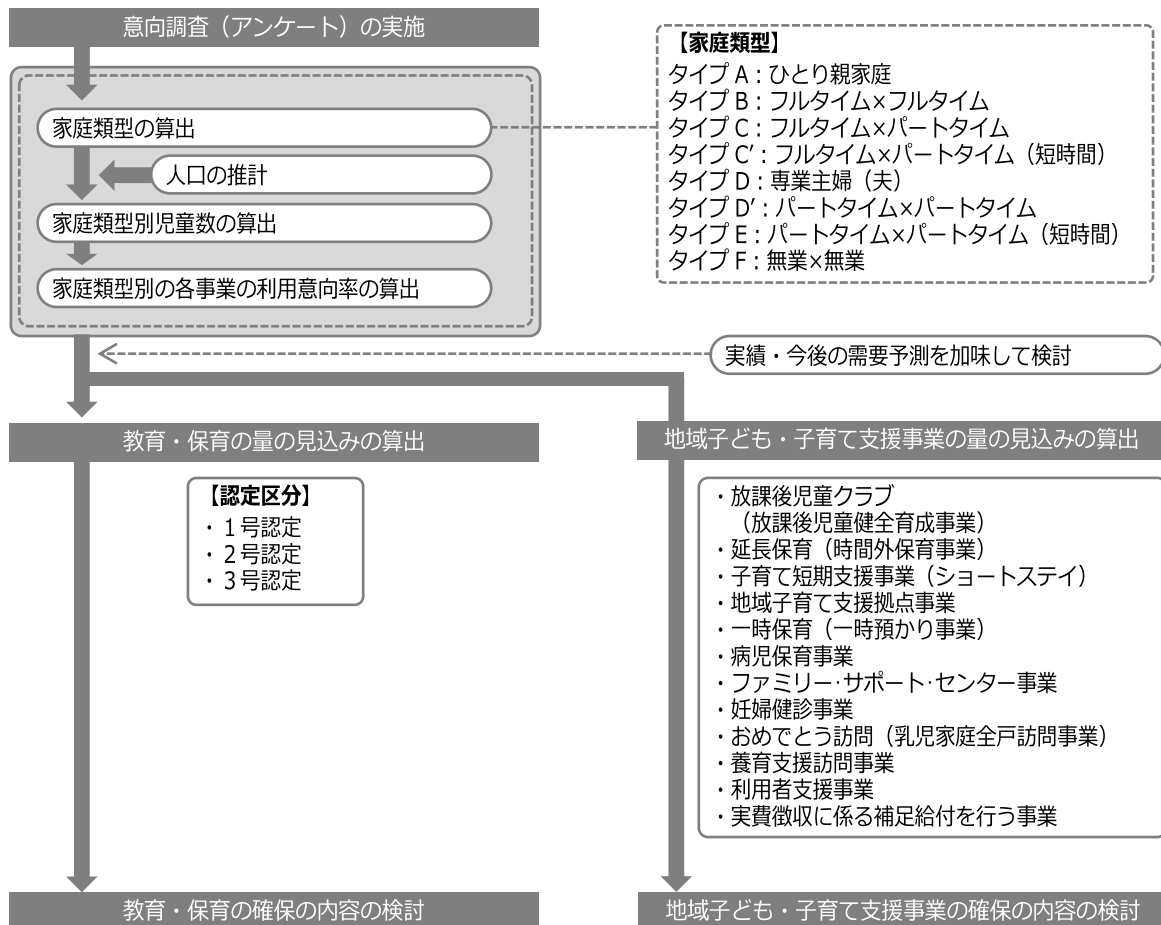 意向調査（アンケート）の実施
家庭類型の算出
人口の推計
家庭類型別児童数の算出
家庭類型別の各事業の利用意向率の算出
【家庭類型】
タイプ A : ひとり親家庭
タイプ B : フルタイム×フルタイム
タイプ C : フルタイム×パートタイム
タイプ C′ : フルタイム×パートタイム（短時間）
タイプ D : 専業主婦（夫）
タイプ D′ : パートタイム×パートタイム
タイプ E : パートタイム×パートタイム（短時間）
タイプ F : 無業×無業
実績・今後の需要予測を加味して検討
教育・保育の量の見込みの算出
【認定区分】
・１号認定
・２号認定
・３号認定
地域子ども・子育て支援事業の量の見込みの算出
・放課後児童クラブ
（放課後児童健全育成事業）
・延長保育（時間外保育事業）
・子育て短期支援事業（ショートステイ）
・地域子育て支援拠点事業
・一時保育（一時預かり事業）
・病児保育事業
・ファミリー･サポート･センター事業
・妊婦健診事業
・おめでとう訪問（乳児家庭全戸訪問事業）
・養育支援訪問事業
・利用者支援事業
・実費徴収に係る補足給付を行う事業
教育・保育の確保の内容の検討
地域子ども・子育て支援事業の確保の内容の検討